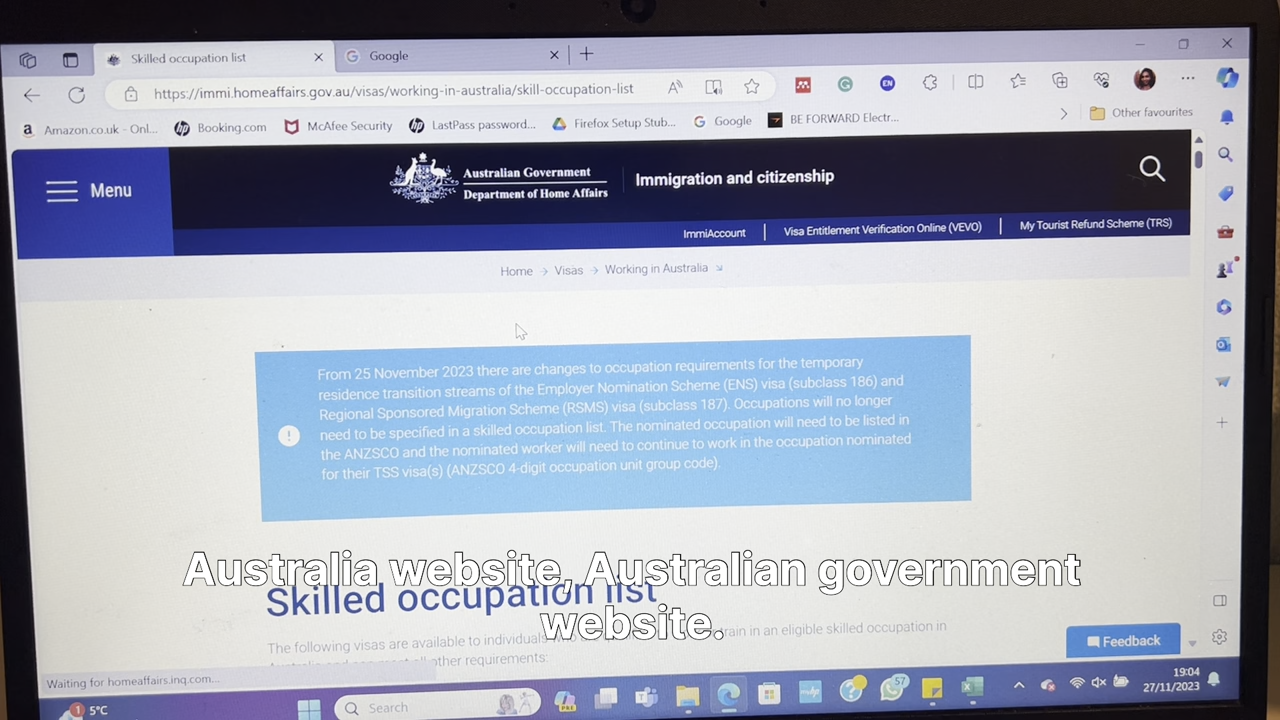 Skilled occupation list
Google
https://immi.homeaffairs.gov.au/visas/working-in-australia/skill-occupation-list
EN
Amazon.co.uk - Onl...
Booking.com
McAfee Security
LastPass password...
Firefox Setup Stub...
Google
BE FORWARD Electr...
Other favourites
Menu
Australian Government
Department of Home Affairs
Immigration and citizenship
ImmiAccount
Visa Entitlement Verification Online (VEVO)
My Tourist Refund Scheme (TRS)
Home → Visas → Working in Australia
From 25 November 2023 there are changes to occupation requirements for the temporary
residence transition streams of the Employer Nomination Scheme (ENS) visa (subclass 186) and
Regional Sponsored Migration Scheme (RSMS) visa (subclass 187). Occupations will no longer
need to be specified in a skilled occupation list. The nominated occupation will need to be listed in
the ANZSCO and the nominated worker will need to continue to work in the occupation nominated
for their TSS visa(s) (ANZSCO 4-digit occupation unit group code).
Australia website, Australian government
website.
Skilled occupation list
The following visas are available to individuals in an eligible skilled occupation in
other requirements:
Feedback
Waiting for homeaffairs.inq.com...
1
5°C
Search
57
19:04
27/11/2023